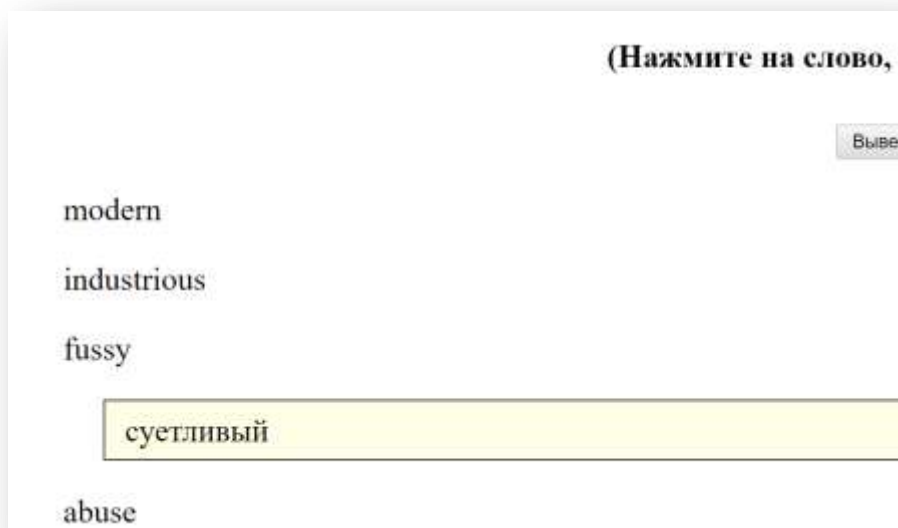 (Нажмите на слово,
modern
industrious
fussy
суетливый
abuse